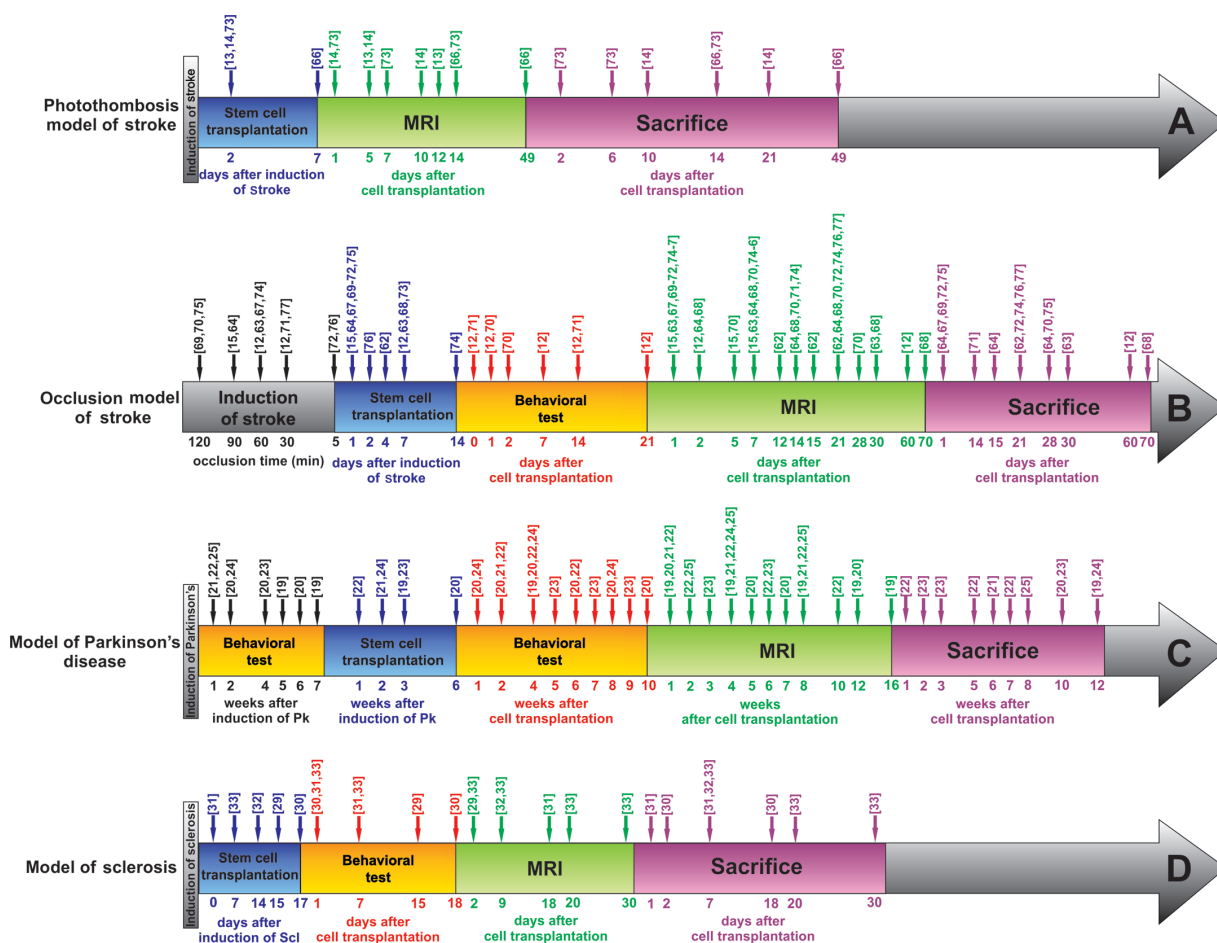 [13,14,73]
[66]
[14,73]
[13,14]
[73]
[14]
[13]
[66,73]
[66]
[73]
[73]
[14]
[66,73]
[14]
[66]
Induction of stroke
Photothombosis
model of stroke
Stem cell
transplantation
MRI
Sacrifice
A
2 7 1 5 7 10 12 14 49 2 6 10 14 21 49
days after induction
of stroke
days after
cell transplantation
days after
cell transplantation
[69,70,75]
[15,64]
[12,63,67,74]
[12,71,77]
[72,76]
[15,64,67,69-72,75]
[76]
[62]
[12,63,68,73]
[74]
[12,71]
[12,70]
[70]
[12]
[12,71]
[12]
[15,63,67,69-72,74-7]
[12,64,68]
[15,70]
[15,63,64,68,70,74-6]
[62]
[64,68,70,71,74]
[15,62]
[62,64,68,70,72,74,76,77]
[70]
[63,68]
[12]
[68]
[64,67,69,72,75]
[71]
[64]
[62,72,74,76,77]
[64,70,75]
[63]
[12]
[68]
Occlusion model
of stroke
Induction
of stroke
Stem cell
transplantation
Behavioral
test
MRI
Sacrifice
B
120 90 60 30 5 1 2 4 7 14 0 1 2 7 14 21 1 2 5 7 12 14 15 21 28 30 60 70 1 14 15 21 28 30 60 70
occlusion time (min)
days after induction
of stroke
days after
cell transplantation
days after
cell transplantation
days after
cell transplantation
[21,22,25]
[20,24]
[20,23]
[19]
[20]
[19]
[22]
[21,24]
[19,23]
[20]
[20,24]
[20,21,22]
[19,20,22,24]
[23]
[20,22]
[23]
[20,24]
[23]
[20]
[19,20,21,22]
[22,25]
[23]
[19,21,22,24,25]
[20]
[22,23]
[20]
[19,21,22,25]
[22]
[19,20]
[19]
[22]
[23]
[23]
[22]
[21]
[22]
[25]
[20,23]
[19,24]
Induction of Parkinson's
Model of Parkinson's
disease
Behavioral
test
Stem cell
transplantation
Behavioral
test
MRI
Sacrifice
C
1 2 4 5 6 7 1 2 3 6 1 2 4 5 6 7 8 9 10 1 2 3 4 5 6 7 8 10 12 16 1 2 3 5 6 7 8 10 12
weeks after
induction of Pk
weeks after
induction of Pk
weeks after
cell transplantation
weeks
after cell transplantation
weeks after
cell transplantation
[31]
[33]
[32]
[29]
[30]
[30,31,33]
[31,33]
[29]
[30]
[29,33]
[32,33]
[31]
[33]
[33]
[31]
[30]
[31,32,33]
[30]
[33]
[33]
Induction of sclerosis
Model of sclerosis
Stem cell
transplantation
Behavioral
test
MRI
Sacrifice
D
0 7 14 15 17 1 7 15 18 2 9 18 20 30 1 2 7 18 20 30
days after
induction of Scl
days after
cell transplantation
days after
cell transplantation
days after
cell transplantation